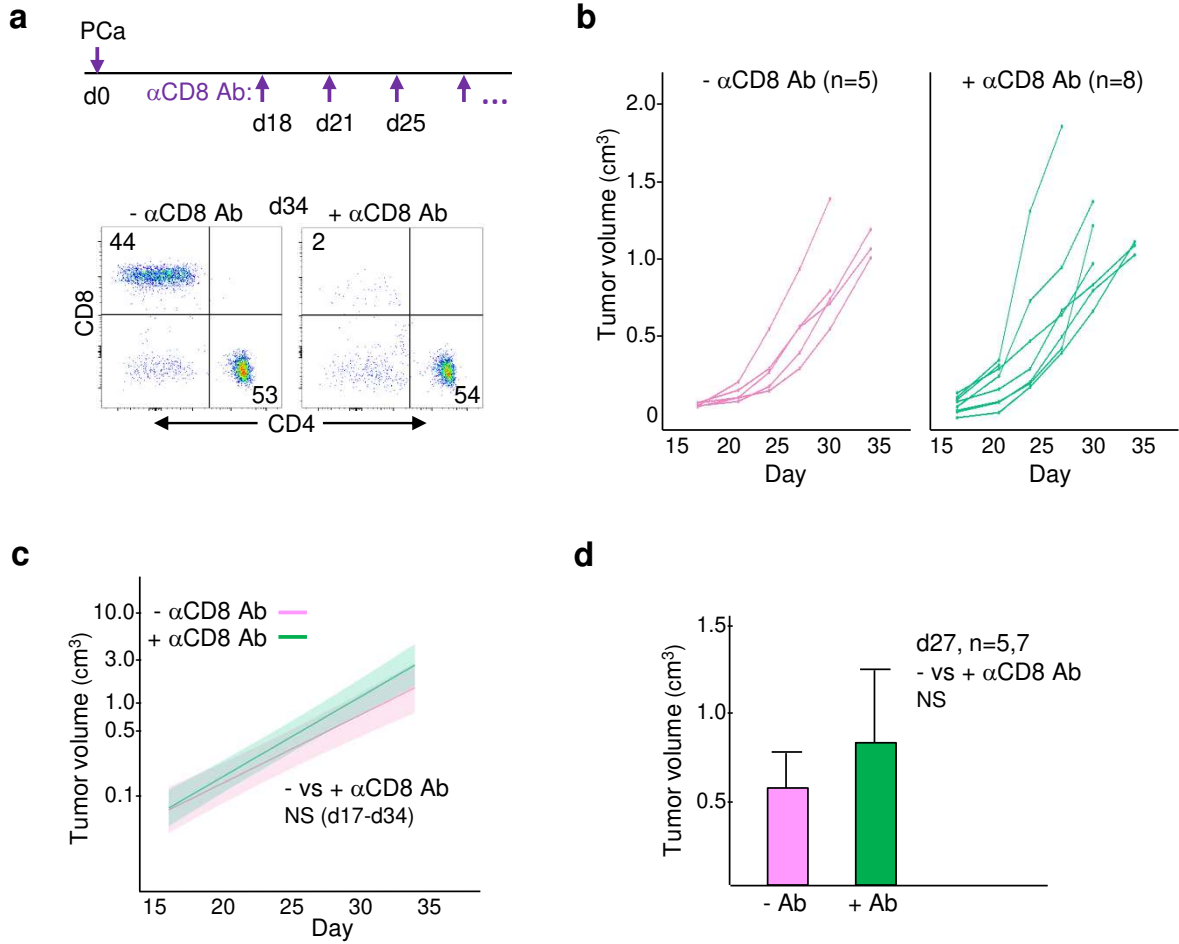 a
PCa
d0
αCD8 Ab:
...
d18
d21
d25
d34
- αCD8 Ab
+ αCD8 Ab
44
2
CD8
53
54
CD4
b
- αCD8 Ab (n=5)
+ αCD8 Ab (n=8)
Tumor volume (cm³)
2.0
1.5
1.0
0.5
0
15 20 25 30 35
15 20 25 30 35
Day
Day
c
- αCD8 Ab
+ αCD8 Ab
Tumor volume (cm³)
10.0
3.0
1.0
0.5
0.1
- vs + αCD8 Ab
NS (d17-d34)
15 20 25 30 35
Day
d
Tumor volume (cm³)
1.5
1.0
0.5
d27, n=5,7
- vs + αCD8 Ab
NS
- Ab
+ Ab